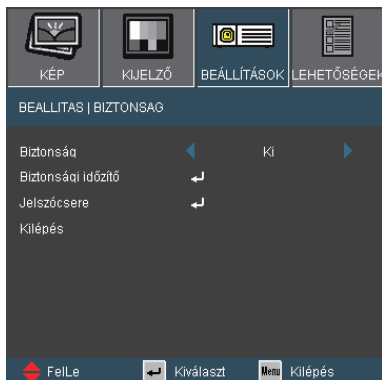 KÉP KIJELZŐ BEÁLLÍTÁSOK LEHETŐSÉGEK
BEALLITAS | BIZTONSAG
Biztonság Ki
Biztonsági időzítő
Jelszócsere
Kilépés
FelLe Kiválaszt Menu Kilépés